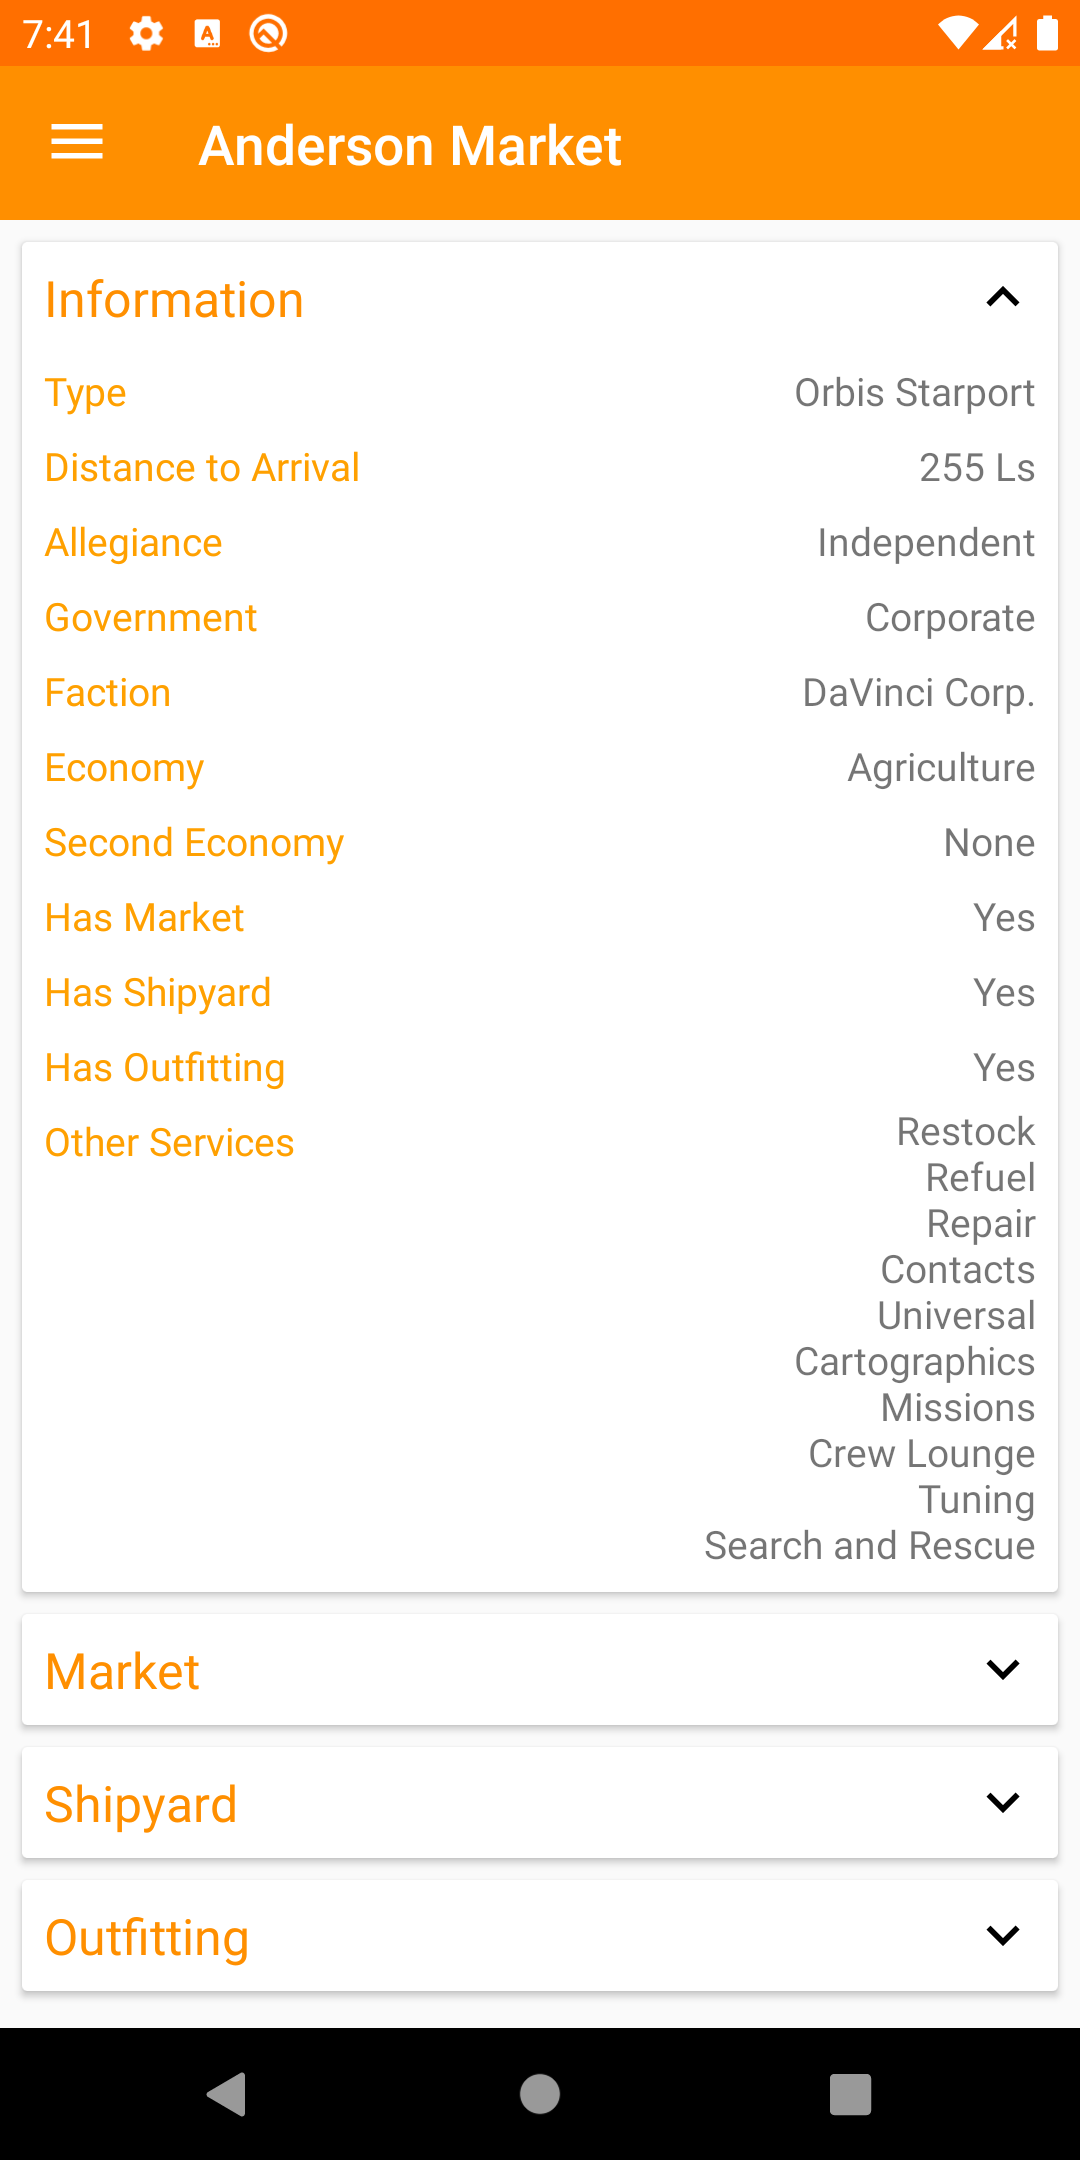 7:41
Anderson Market
Information
Type Orbis Starport
Distance to Arrival 255 Ls
Allegiance Independent
Government Corporate
Faction DaVinci Corp.
Economy Agriculture
Second Economy None
Has Market Yes
Has Shipyard Yes
Has Outfitting Yes
Other Services Restock
Refuel
Repair
Contacts
Universal
Cartographics
Missions
Crew Lounge
Tuning
Search and Rescue
Market
Shipyard
Outfitting